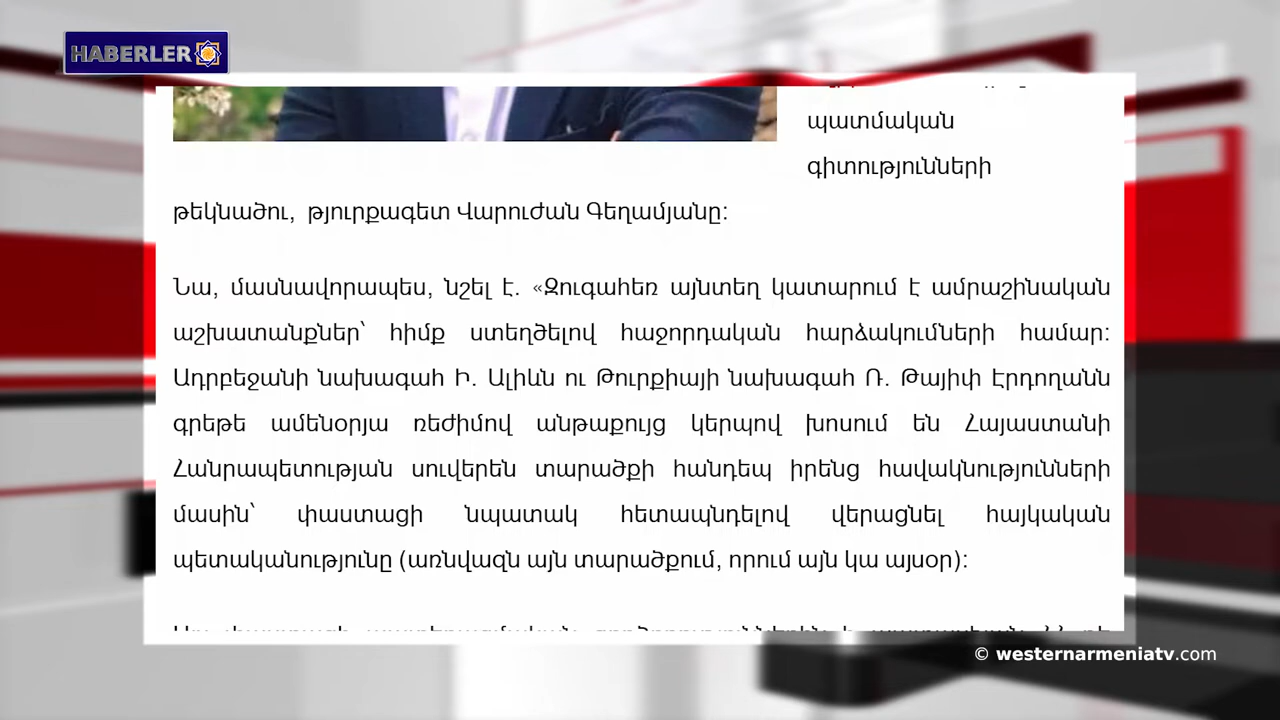 HABERLER
պատմական
գիտությունների
թեկնածու, թյուրքագետ Վարուժան Գեղամյանը:
Նա, մասնավորապես, նշել է. «Զուգահեռ այնտեղ կատարում է ամրաշինական
աշխատանքներ՝ հիմք ստեղծելով հաջորդական հարձակումների համար:
Ադրբեջանի նախագահ Ի. Ալիևն ու Թուրքիայի նախագահ Ռ. Թայիփ Էրդողանն
գրեթե ամենօրյա ռեժիմով անթաքույց կերպով խոսում են Հայաստանի
Հանրապետության սուվերեն տարածքի հանդեպ իրենց հավակնությունների
մասին՝ փաստացի նպատակ հետապնդելով վերացնել հայկական
պետականությունը (առնվազն այն տարածքում, որում այն կա այսօր):
© westernarmeniatv.com